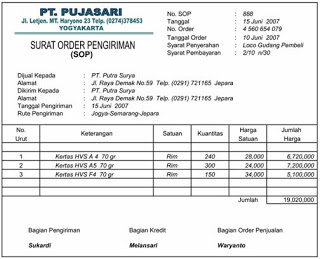 PT. PUJASARI
Jl. Letjen. MT. Haryono 23 Telp. (0274)378453
YOGYAKARTA
SURAT ORDER PENGIRIMAN
(SOP)
No. SOP : 888
Tanggal : 15 Juni 2007
No. Order : 4 560 654 079
Tanggal Order : 10 Juni 2007
Syarat Penyerahan : Loco Gudang Pembeli
Syarat Pembayaran : 2/10 n/30
Dijual Kepada : PT. Putra Surya
Alamat : Jl. Raya Demak No.59 Telp. (0291) 721165 Jepara
Dikirim Kepada : PT. Putra Surya
Alamat : Jl. Raya Demak No.59 Telp. (0291) 721165 Jepara
Tanggal Pengiriman : 15 Juni 2007
Rute Pengiriman : Jogya-Semarang-Jepara
No. Urut Keterangan Satuan Kuantitas Harga Satuan Jumlah Harga
1 Kertas HVS A 4 70 gr Rim 240 28,000 6,720,000
2 Kertas HVS A5 70 gr Rim 300 24,000 7,200,000
3 Kertas HVS F4 70 gr Rim 150 34,000 5,100,000
Jumlah 19,020,000
Bagian Pengiriman Bagian Kredit Bagian Order Penjualan
Sukardi Melansari Waryanto